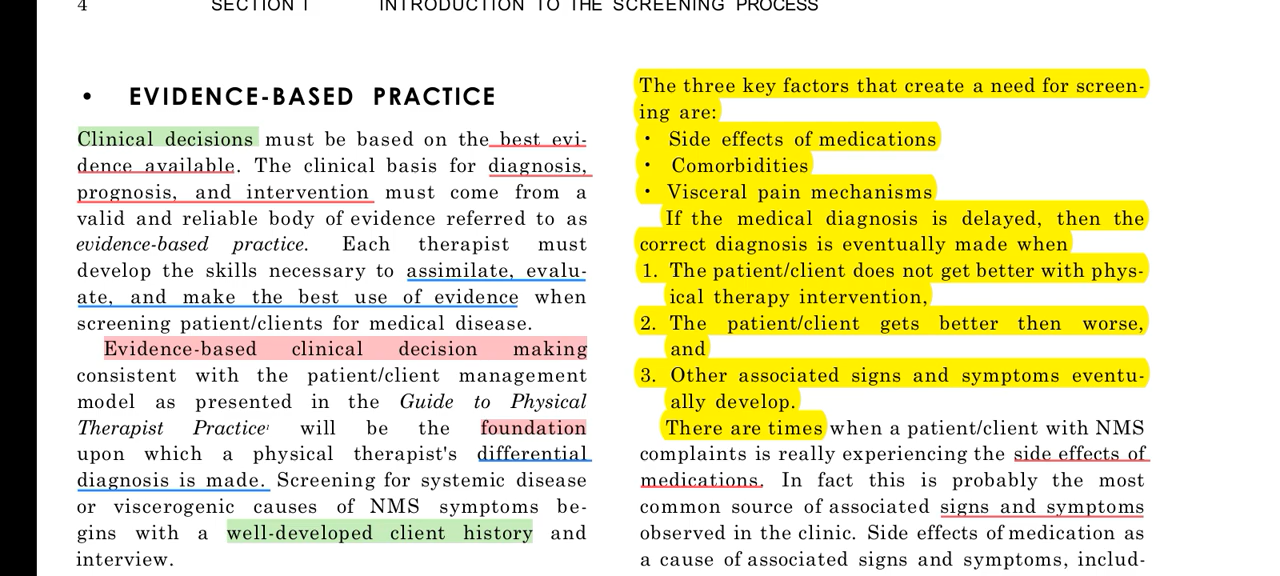 4 SECTION I INTRODUCTION TO THE SCREENING PROCESS
• EVIDENCE-BASED PRACTICE
Clinical decisions must be based on the best evi-
dence available. The clinical basis for diagnosis,
prognosis, and intervention must come from a
valid and reliable body of evidence referred to as
evidence-based practice. Each therapist must
develop the skills necessary to assimilate, evalu-
ate, and make the best use of evidence when
screening patient/clients for medical disease.
Evidence-based clinical decision making
consistent with the patient/client management
model as presented in the Guide to Physical
Therapist Practice¹ will be the foundation
upon which a physical therapist's differential
diagnosis is made. Screening for systemic disease
or viscerogenic causes of NMS symptoms be-
gins with a well-developed client history and
interview.
The three key factors that create a need for screen-
ing are:
• Side effects of medications
• Comorbidities
• Visceral pain mechanisms
If the medical diagnosis is delayed, then the
correct diagnosis is eventually made when
1. The patient/client does not get better with phys-
ical therapy intervention,
2. The patient/client gets better then worse,
and
3. Other associated signs and symptoms eventu-
ally develop.
There are times when a patient/client with NMS
complaints is really experiencing the side effects of
medications. In fact this is probably the most
common source of associated signs and symptoms
observed in the clinic. Side effects of medication as
a cause of associated signs and symptoms, includ-